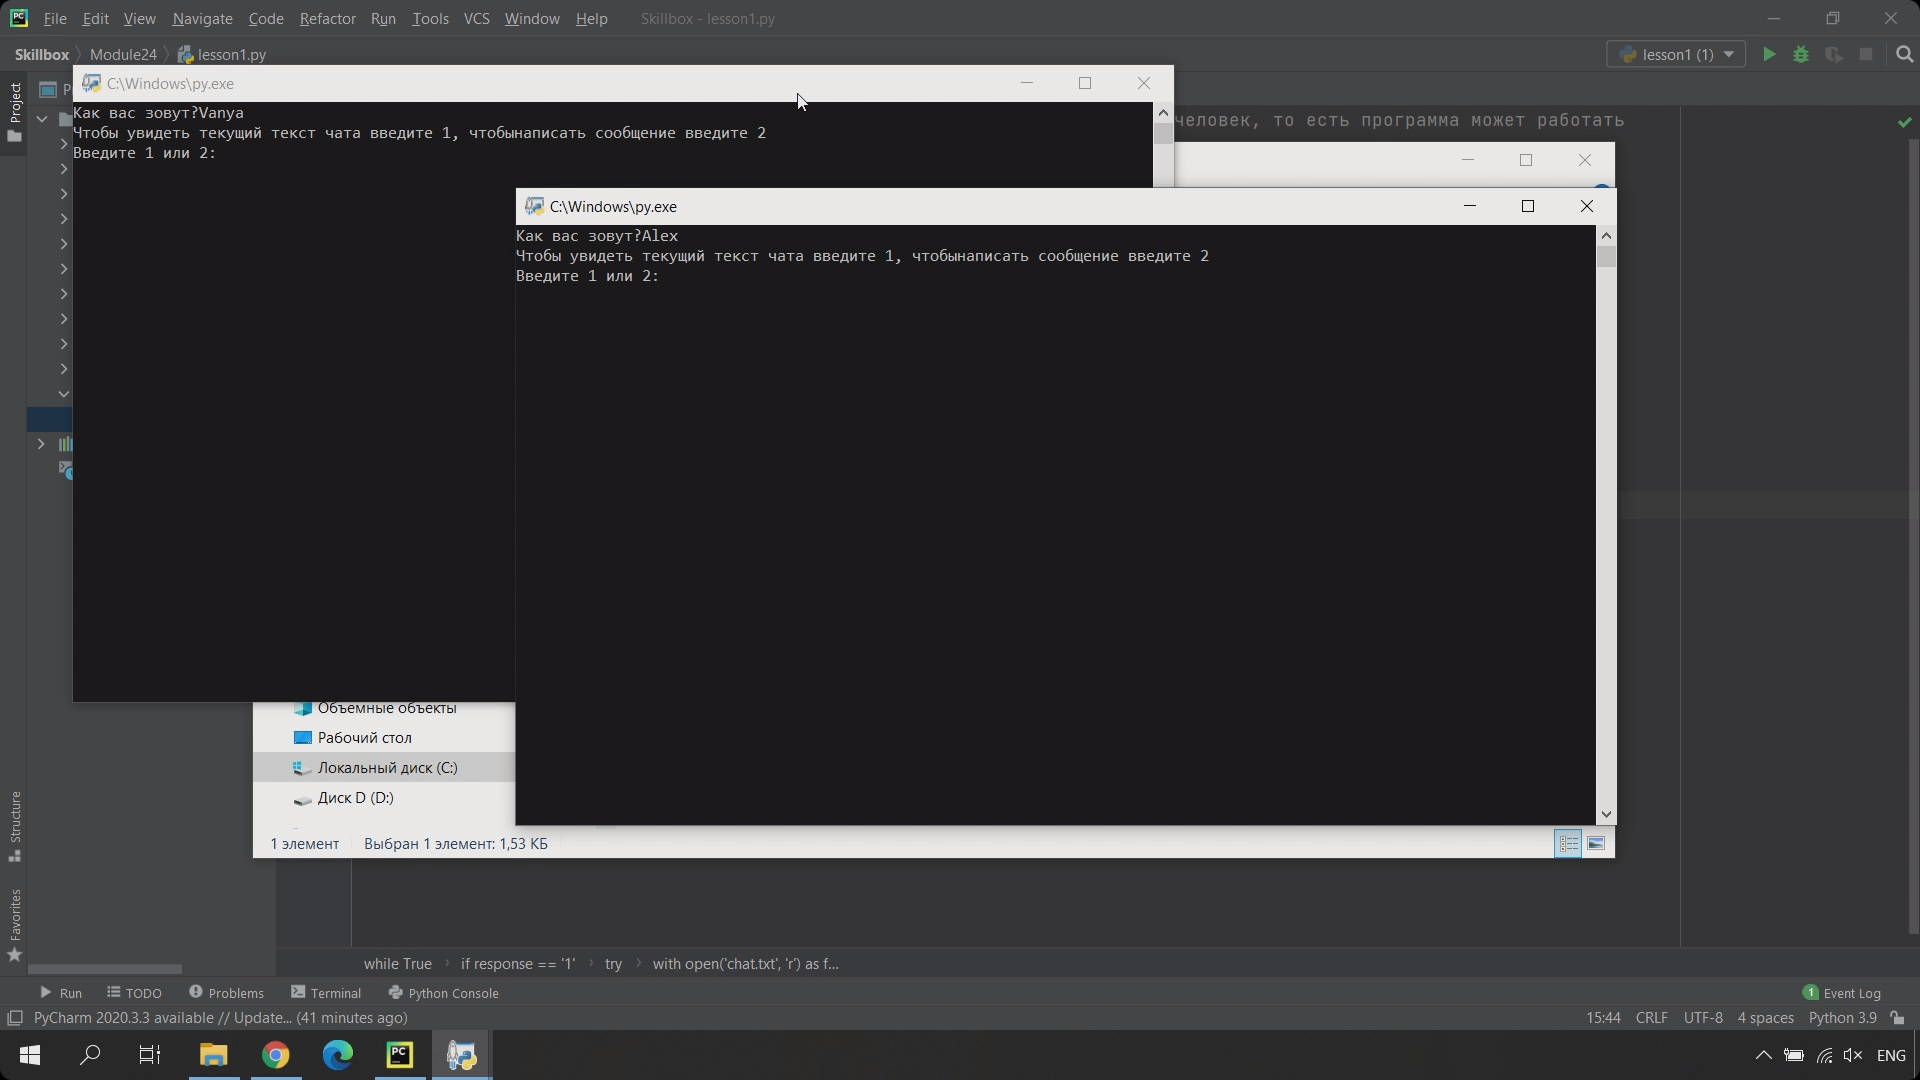 File Edit View Navigate Code Refactor Run Tools VCS Window Help Skillbox - lesson1.py
Skillbox Module24 lesson1.py lesson1 (1)
Project
C:\Windows\py.exe
Как вас зовут?Vanya
Чтобы увидеть текущий текст чата введите 1, чтобынаписать сообщение введите 2
Введите 1 или 2:
человек, то есть программа может работать
C:\Windows\py.exe
Как вас зовут?Alex
Чтобы увидеть текущий текст чата введите 1, чтобынаписать сообщение введите 2
Введите 1 или 2:
Объемные объекты
Рабочий стол
Локальный диск (C:)
Диск D (D:)
1 элемент Выбран 1 элемент: 1,53 КБ
Structure
Favorites
while True if response == '1' try with open('chat.txt', 'r') as f...
Run TODO Problems Terminal Python Console 1 Event Log
PyCharm 2020.3.3 available // Update... (41 minutes ago) 15:44 CRLF UTF-8 4 spaces Python 3.9
ENG